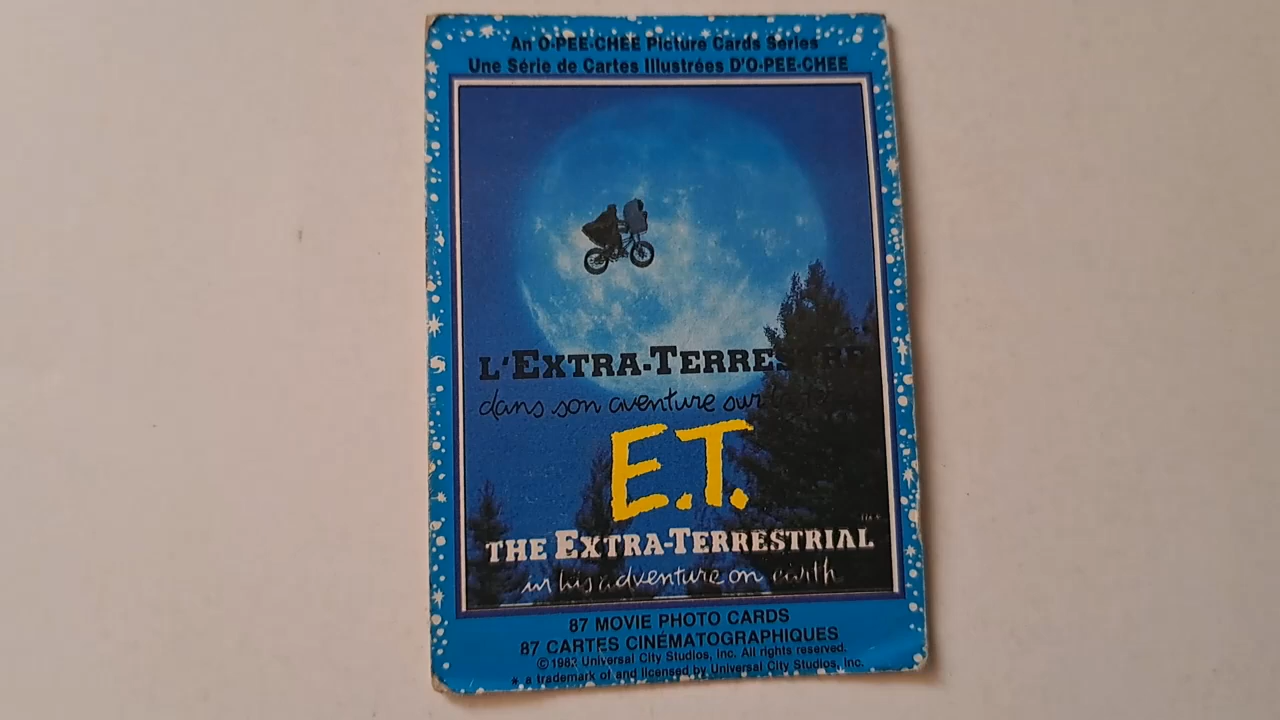 An O-PEE-CHEE Picture Cards Series
Une Série de Cartes Illustrées D'O-PEE-CHEE
L'EXTRA-TERRESTRE
dans son aventure sur
E.T.
THE EXTRA-TERRESTRIAL
in his adventure on earth
87 MOVIE PHOTO CARDS
87 CARTES CINÉMATOGRAPHIQUES
©1982 Universal City Studios, Inc. All rights reserved.
* a trademark of and licensed by Universal City Studios, Inc.